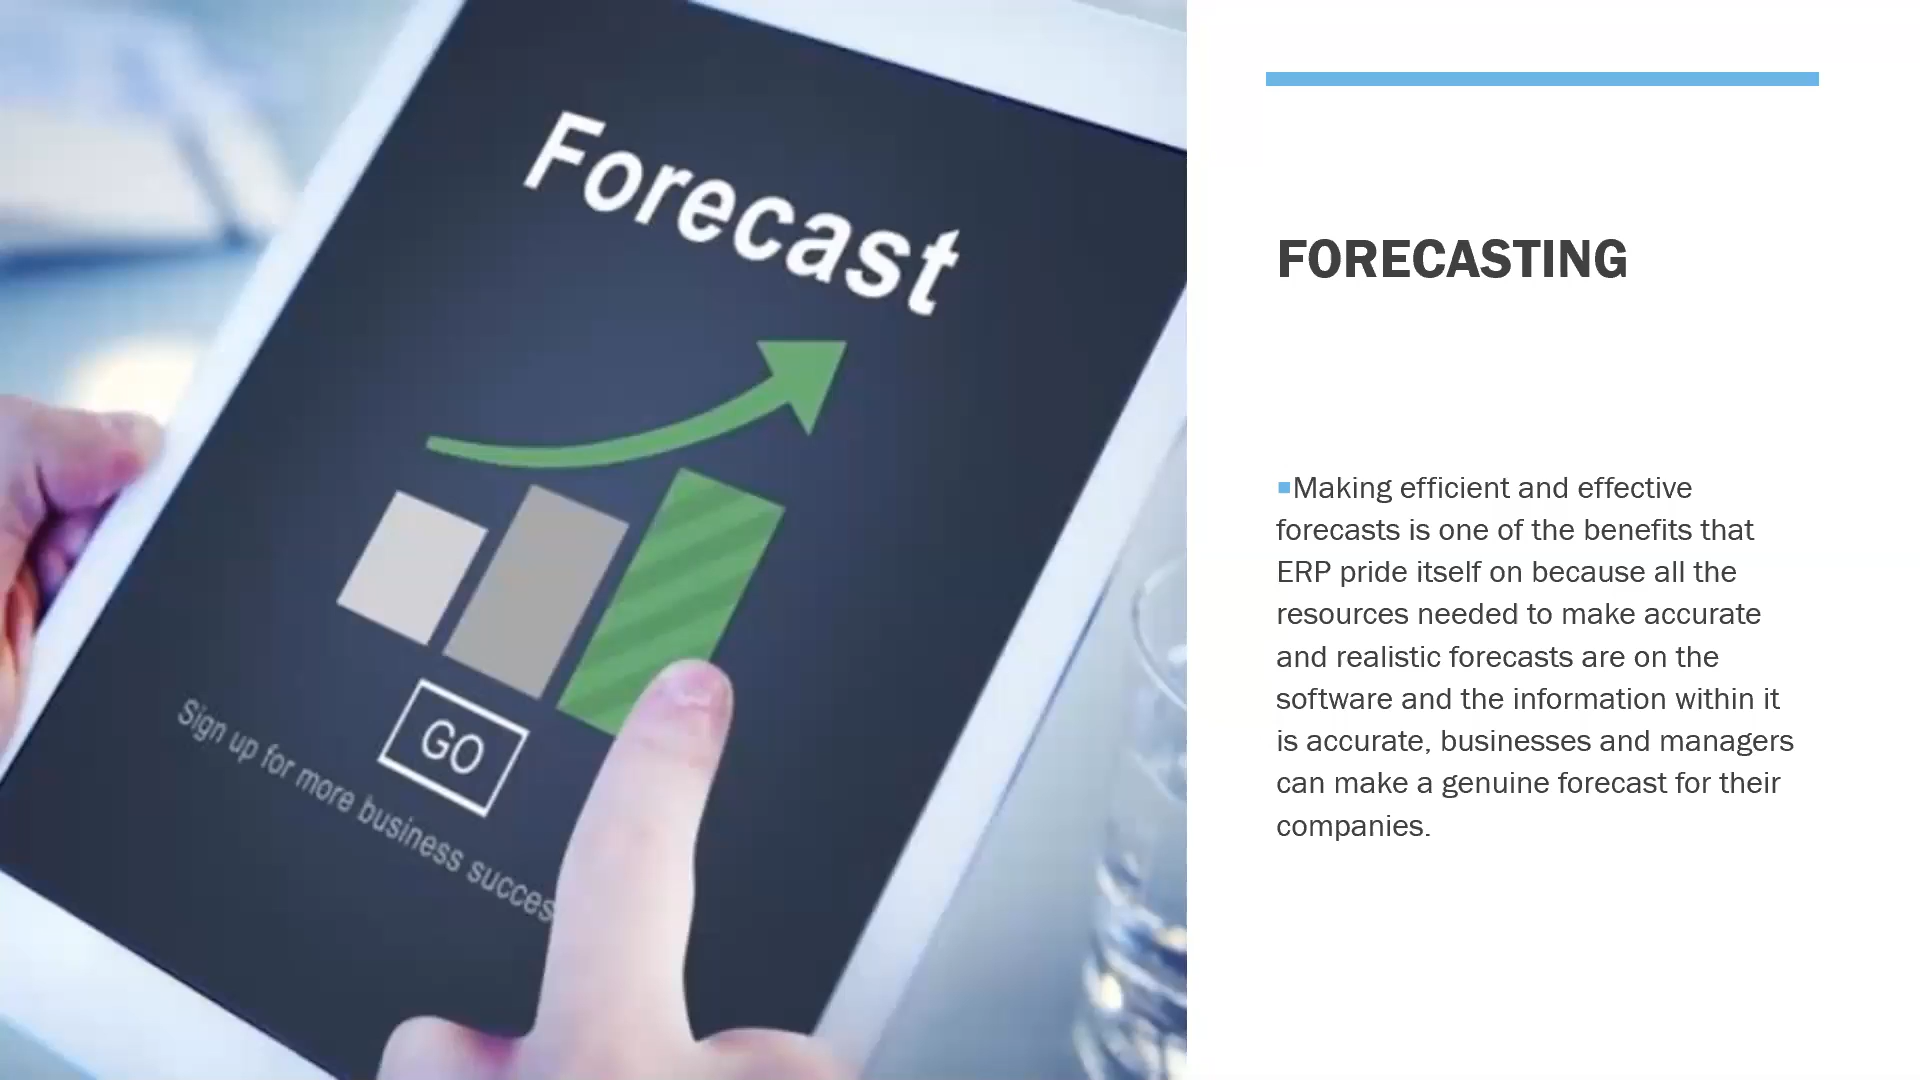 Forecast
GO
Sign up for more business succes
FORECASTING
Making efficient and effective
forecasts is one of the benefits that
ERP pride itself on because all the
resources needed to make accurate
and realistic forecasts are on the
software and the information within it
is accurate, businesses and managers
can make a genuine forecast for their
companies.